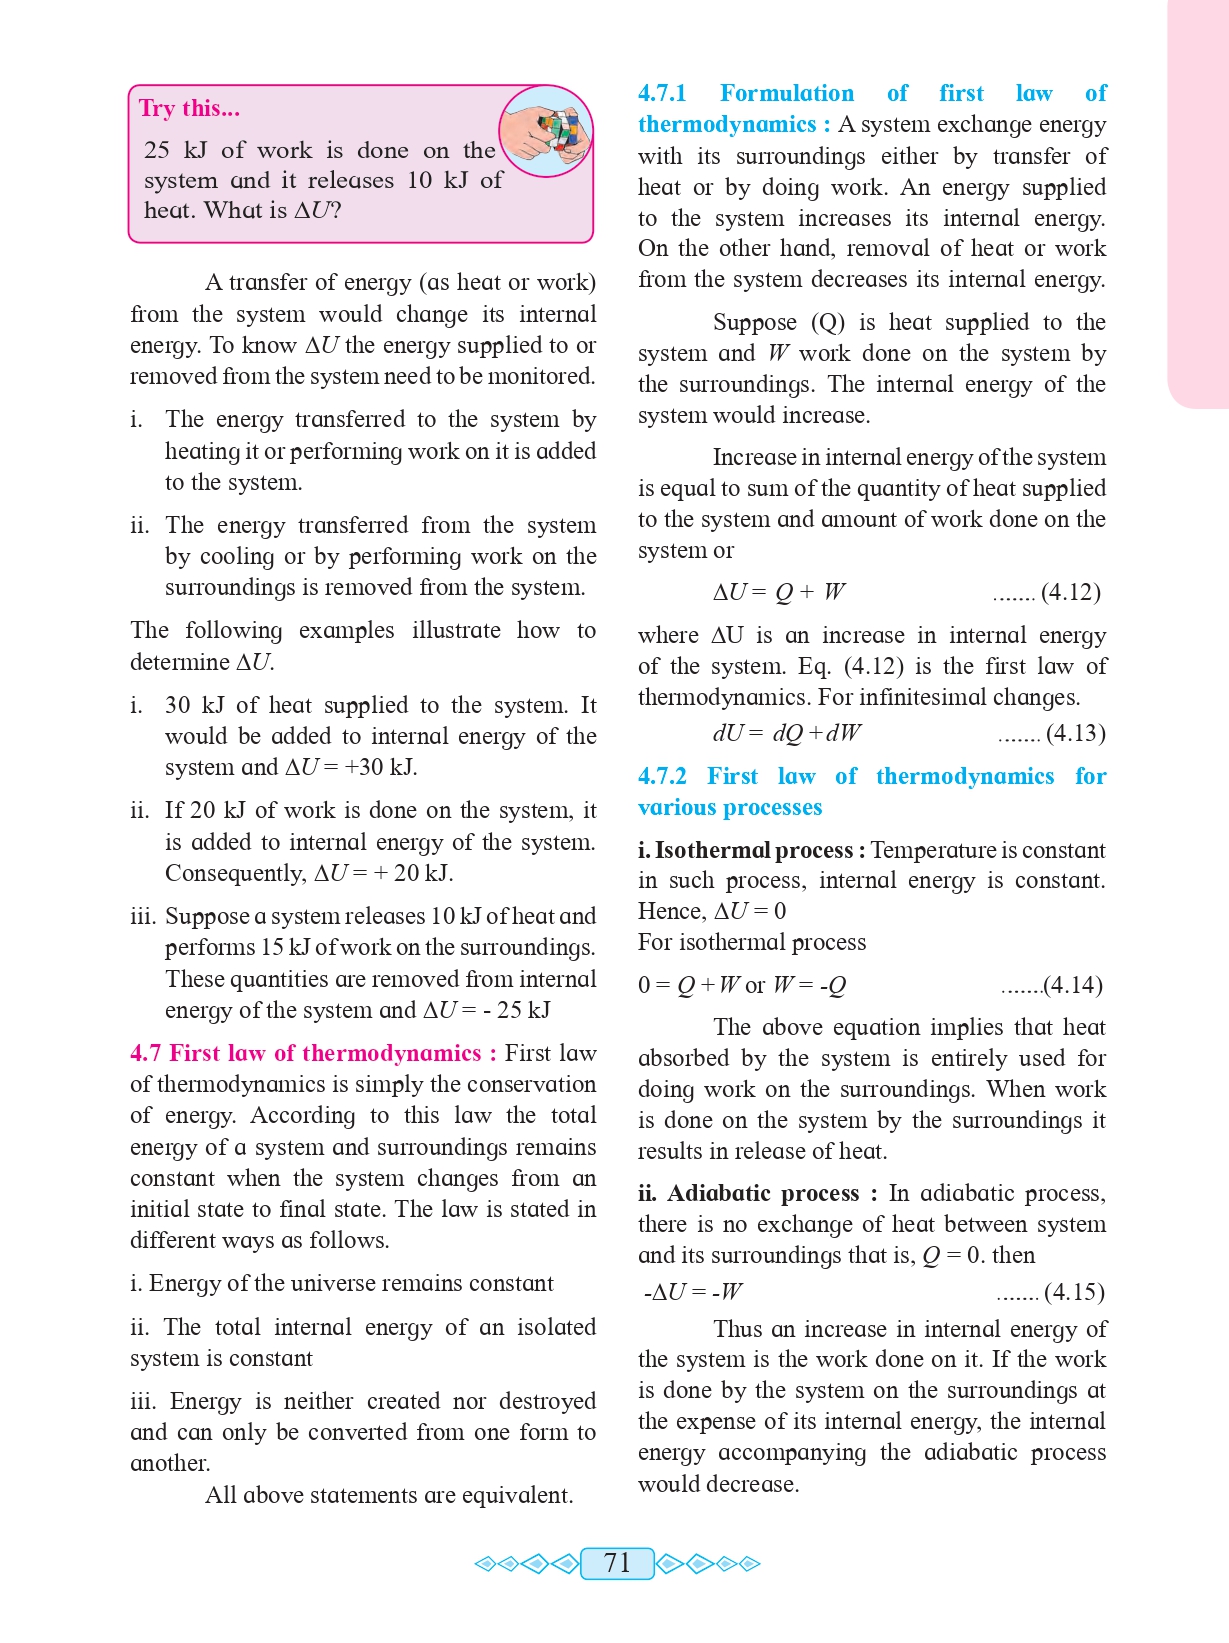 Try this...
25 kJ of work is done on the
system and it releases 10 kJ of
heat. What is ΔU?
A transfer of energy (as heat or work)
from the system would change its internal
energy. To know ΔU the energy supplied to or
removed from the system need to be monitored.
i. The energy transferred to the system by
heating it or performing work on it is added
to the system.
ii. The energy transferred from the system
by cooling or by performing work on the
surroundings is removed from the system.
The following examples illustrate how to
determine ΔU.
i. 30 kJ of heat supplied to the system. It
would be added to internal energy of the
system and ΔU = +30 kJ.
ii. If 20 kJ of work is done on the system, it
is added to internal energy of the system.
Consequently, ΔU = + 20 kJ.
iii. Suppose a system releases 10 kJ of heat and
performs 15 kJ of work on the surroundings.
These quantities are removed from internal
energy of the system and ΔU = - 25 kJ
4.7 First law of thermodynamics : First law
of thermodynamics is simply the conservation
of energy. According to this law the total
energy of a system and surroundings remains
constant when the system changes from an
initial state to final state. The law is stated in
different ways as follows.
i. Energy of the universe remains constant
ii. The total internal energy of an isolated
system is constant
iii. Energy is neither created nor destroyed
and can only be converted from one form to
another.
All above statements are equivalent.
4.7.1 Formulation of first law of
thermodynamics : A system exchange energy
with its surroundings either by transfer of
heat or by doing work. An energy supplied
to the system increases its internal energy.
On the other hand, removal of heat or work
from the system decreases its internal energy.
Suppose (Q) is heat supplied to the
system and W work done on the system by
the surroundings. The internal energy of the
system would increase.
Increase in internal energy of the system
is equal to sum of the quantity of heat supplied
to the system and amount of work done on the
system or
ΔU = Q + W ....... (4.12)
where ΔU is an increase in internal energy
of the system. Eq. (4.12) is the first law of
thermodynamics. For infinitesimal changes.
dU = dQ + dW ....... (4.13)
4.7.2 First law of thermodynamics for
various processes
i. Isothermal process : Temperature is constant
in such process, internal energy is constant.
Hence, ΔU = 0
For isothermal process
0 = Q + W or W = -Q .......(4.14)
The above equation implies that heat
absorbed by the system is entirely used for
doing work on the surroundings. When work
is done on the system by the surroundings it
results in release of heat.
ii. Adiabatic process : In adiabatic process,
there is no exchange of heat between system
and its surroundings that is, Q = 0. then
-ΔU = -W ....... (4.15)
Thus an increase in internal energy of
the system is the work done on it. If the work
is done by the system on the surroundings at
the expense of its internal energy, the internal
energy accompanying the adiabatic process
would decrease.
71